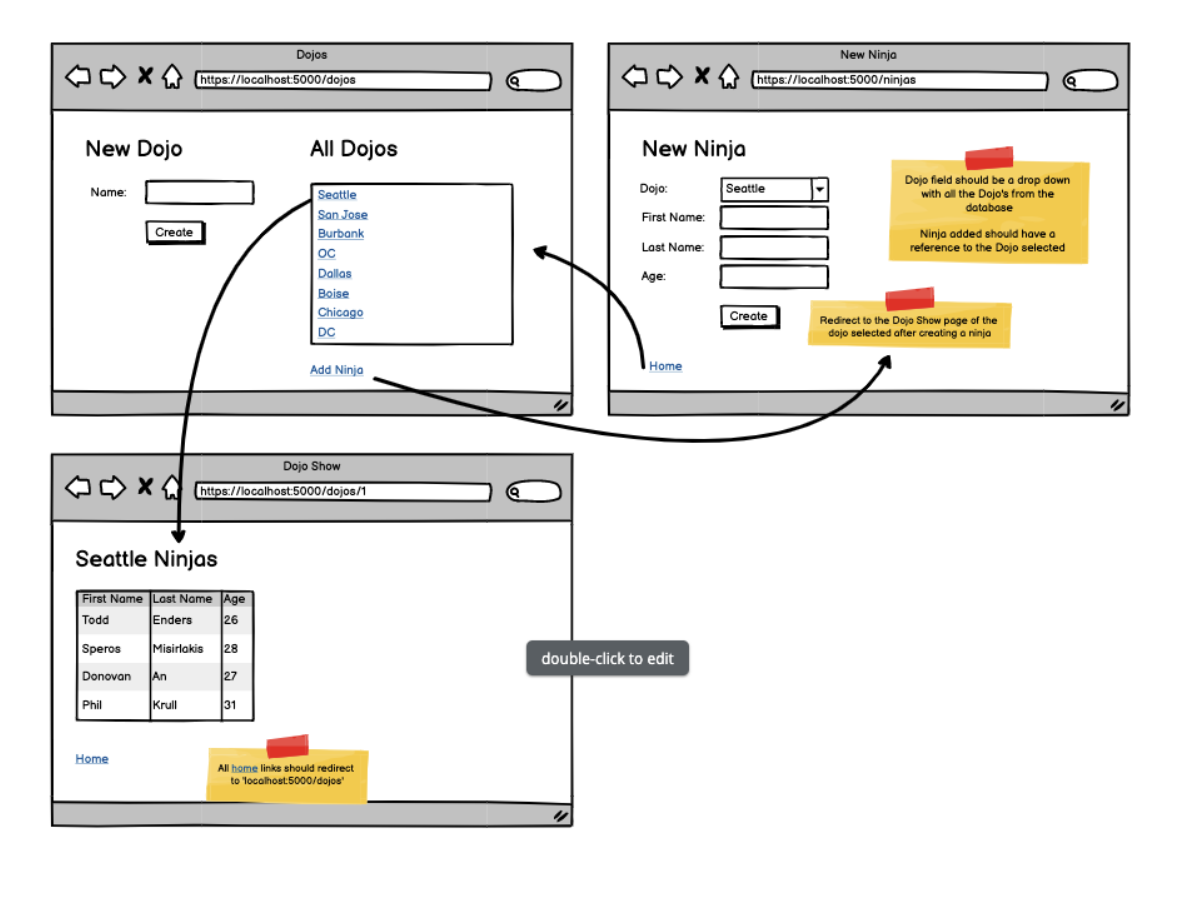 Dojos
https://localhost:5000/dojos
New Dojo
Name:
Create
All Dojos
Seattle
San Jose
Burbank
OC
Dallas
Boise
Chicago
DC
Add Ninja
New Ninja
https://localhost:5000/ninjas
New Ninja
Dojo:
Seattle
First Name:
Last Name:
Age:
Create
Home
Dojo field should be a drop down
with all the Dojo's from the
database
Ninja added should have a
reference to the Dojo selected
Redirect to the Dojo Show page of the
dojo selected after creating a ninja
Dojo Show
https://localhost:5000/dojos/1
Seattle Ninjas
First Name Last Name Age
Todd Enders 26
Speros Misirlakis 28
Donovan An 27
Phil Krull 31
Home
All home links should redirect
to 'localhost:5000/dojos'
double-click to edit